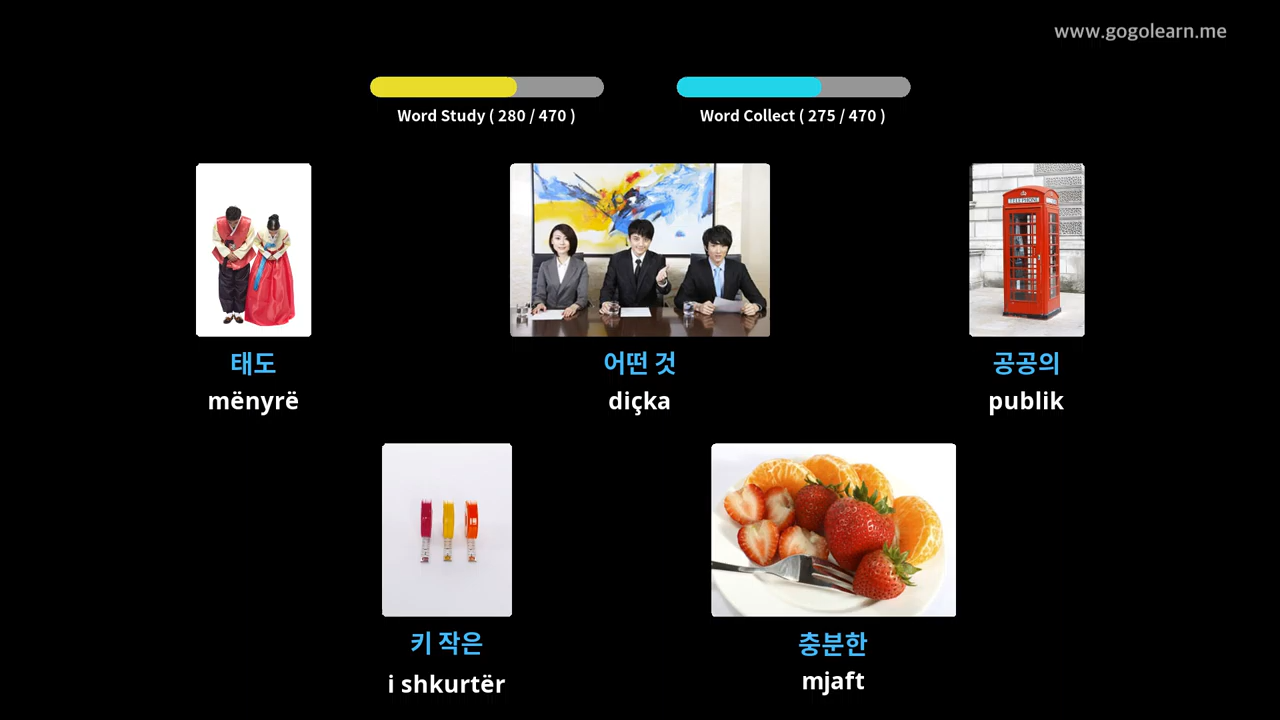 www.gogolearn.me
Word Study ( 280 / 470 )
Word Collect ( 275 / 470 )
TELEPHONE
태도
mënyrë
어떤 것
diçka
공공의
publik
키 작은
i shkurtër
충분한
mjaft